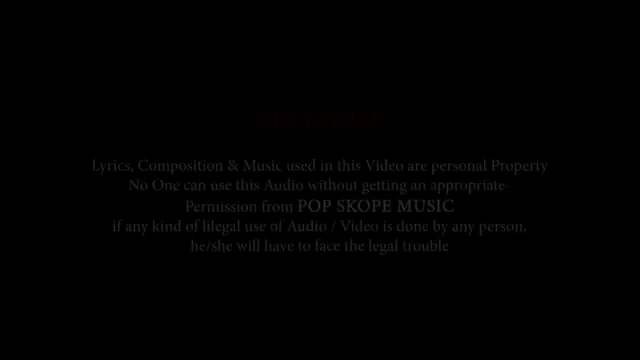 DISCLAIMER
Lyrics, Composition & Music used in this Video are personal Property
No One can use this Audio without getting an appropriate-
Permission from POP SKOPE MUSIC
if any kind of lilegal use of Audio / Video is done by any person,
he/she will have to face the legal trouble